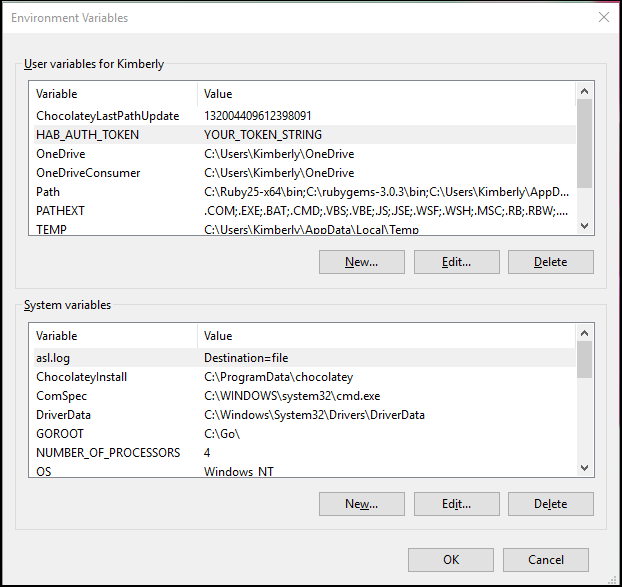 Environment Variables
User variables for Kimberly
Variable Value
ChocolateyLastPathUpdate 132004409612398091
HAB_AUTH_TOKEN YOUR_TOKEN_STRING
OneDrive C:\Users\Kimberly\OneDrive
OneDriveConsumer C:\Users\Kimberly\OneDrive
Path C:\Ruby25-x64\bin;C:\rubygems-3.0.3\bin;C:\Users\Kimberly\AppD...
PATHEXT .COM;.EXE;.BAT;.CMD;.VBS;.VBE;.JS;.JSE;.WSF;.WSH;.MSC;.RB;.RBW;....
TEMP C:\Users\Kimberly\AppData\Local\Temp
New... Edit... Delete
System variables
Variable Value
asl.log Destination=file
ChocolateyInstall C:\ProgramData\chocolatey
ComSpec C:\WINDOWS\system32\cmd.exe
DriverData C:\Windows\System32\Drivers\DriverData
GOROOT C:\Go\
NUMBER_OF_PROCESSORS 4
OS Windows_NT
New... Edit... Delete
OK Cancel